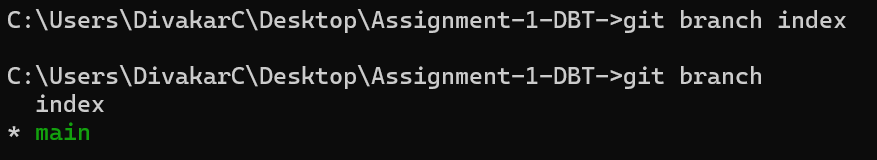 C:\Users\DivakarC\Desktop\Assignment-1-DBT->git branch index
C:\Users\DivakarC\Desktop\Assignment-1-DBT->git branch
  index
* main